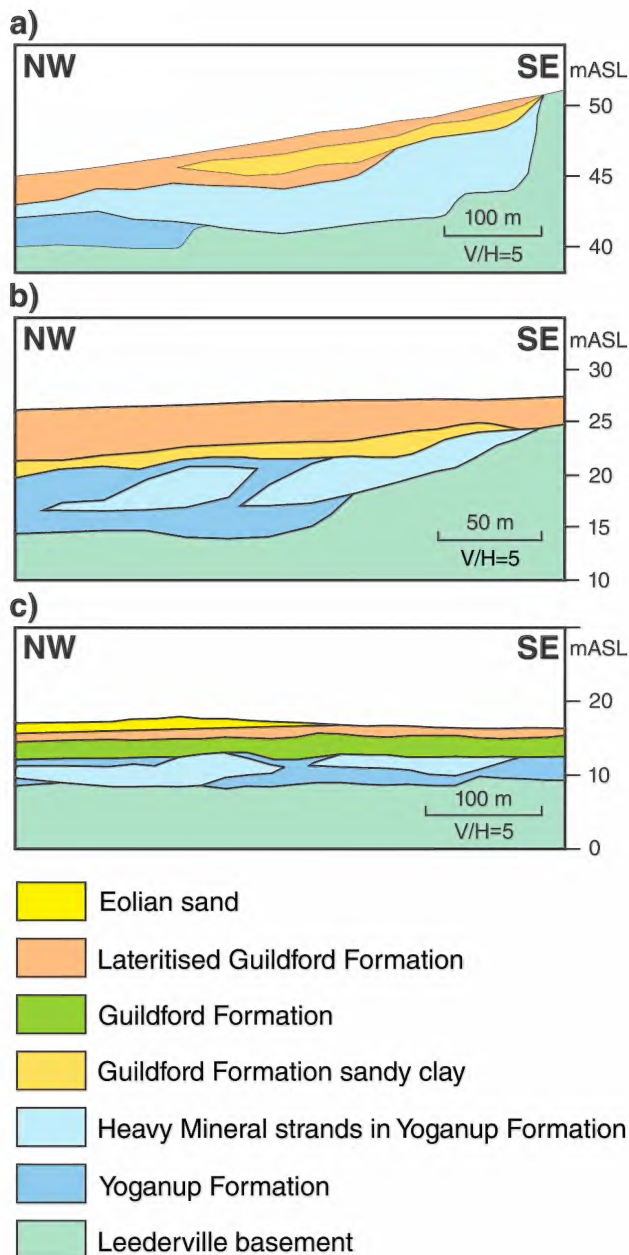 a)
NW SE mASL
50
45
100 m
V/H=5
40
b)
NW SE mASL
30
25
20
50 m
15
V/H=5
10
c)
NW SE mASL
20
10
100 m
V/H=5
0
Eolian sand
Lateritised Guildford Formation
Guildford Formation
Guildford Formation sandy clay
Heavy Mineral strands in Yoganup Formation
Yoganup Formation
Leederville basement